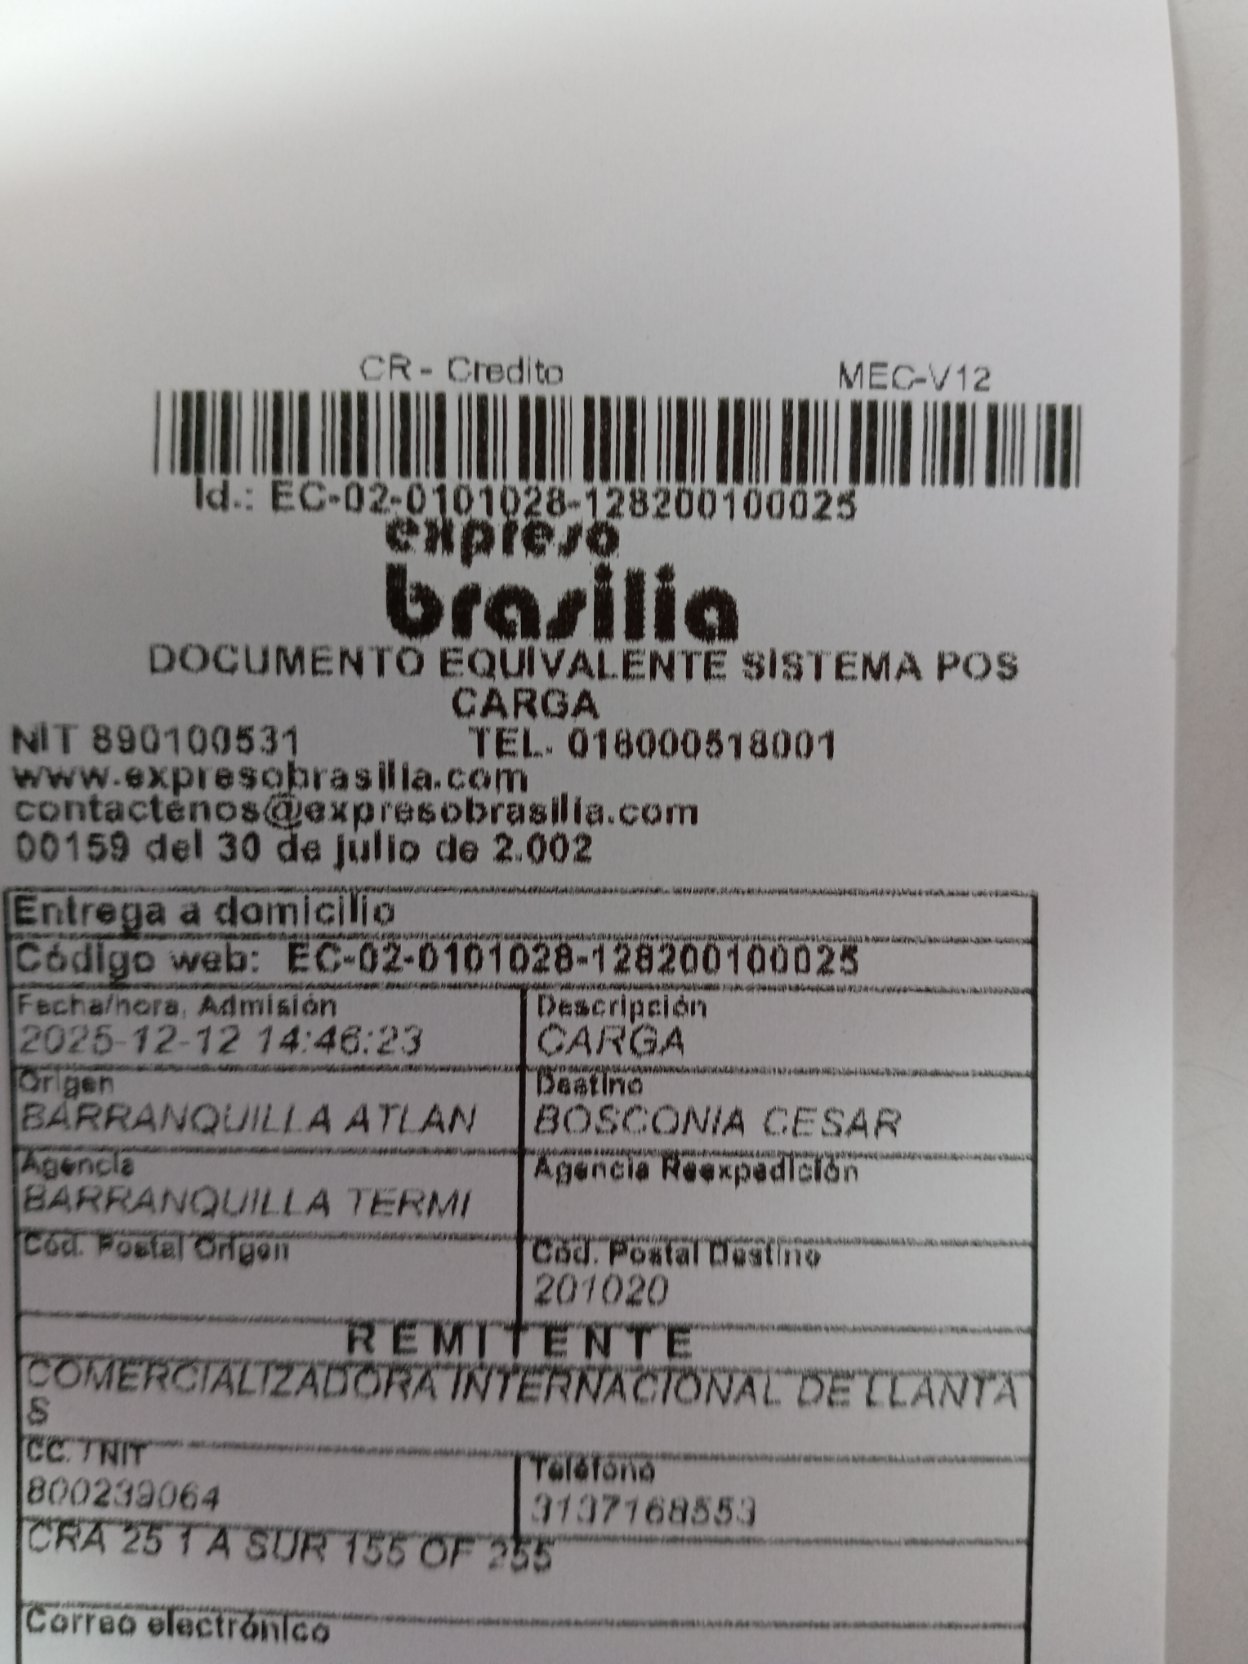 CR - Credito MEC-V12
Id.: EC-02-0101028-128200100025
expreso
brasilia
DOCUMENTO EQUIVALENTE SISTEMA POS
CARGA
NIT 890100531 TEL. 018000518001
www.expresobrasilia.com
contactenos@expresobrasilia.com
00159 del 30 de julio de 2.002
Entrega a domicilio
Código web: EC-02-0101028-128200100025
Fecha/hora, Admisión Descripción
2025-12-12 14:46:23 CARGA
Origen Destino
BARRANQUILLA ATLAN BOSCONIA CESAR
Agencia Agencia Reexpedición
BARRANQUILLA TERMI
Cód. Postal Origen Cód. Postal Destino
201020
REMITENTE
COMERCIALIZADORA INTERNACIONAL DE LLANTA
S
CC. / NIT Teléfono
800239064 3137168553
CRA 25 1 A SUR 155 OF 255
Correo electrónico